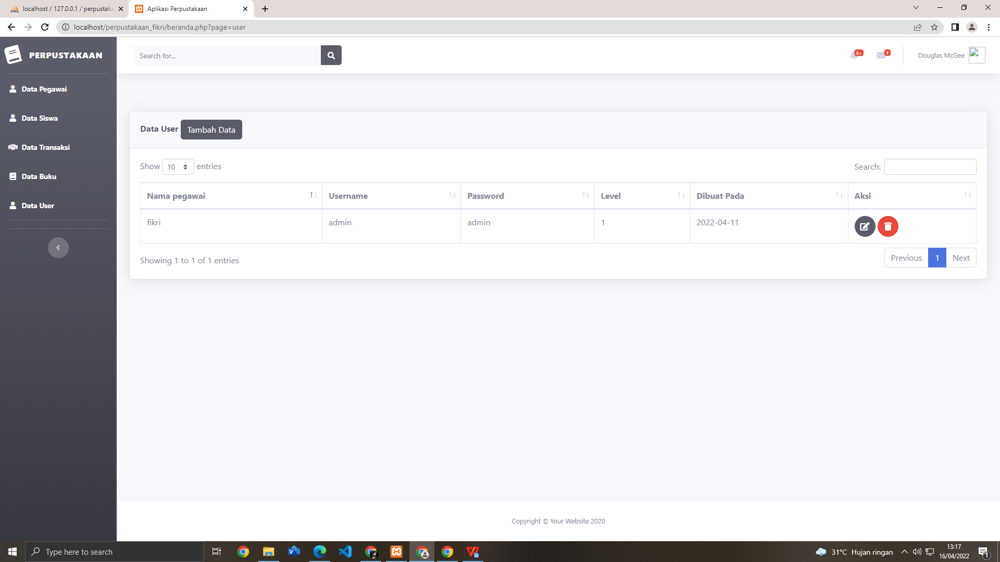 localhost / 127.0.0.1 / perpustaka
Aplikasi Perpustakaan
localhost/perpustakaan_fikri/beranda.php?page=user
PERPUSTAKAAN
Search for...
3+
7
Douglas McGee
Data Pegawai
Data Siswa
Data Transaksi
Data Buku
Data User
Data User Tambah Data
Show 10 entries
Search:
Nama pegawai Username Password Level Dibuat Pada Aksi
fikri admin admin 1 2022-04-11
Showing 1 to 1 of 1 entries
Previous 1 Next
Copyright © Your Website 2020
Type here to search
31°C Hujan ringan
13:17
16/04/2022
1